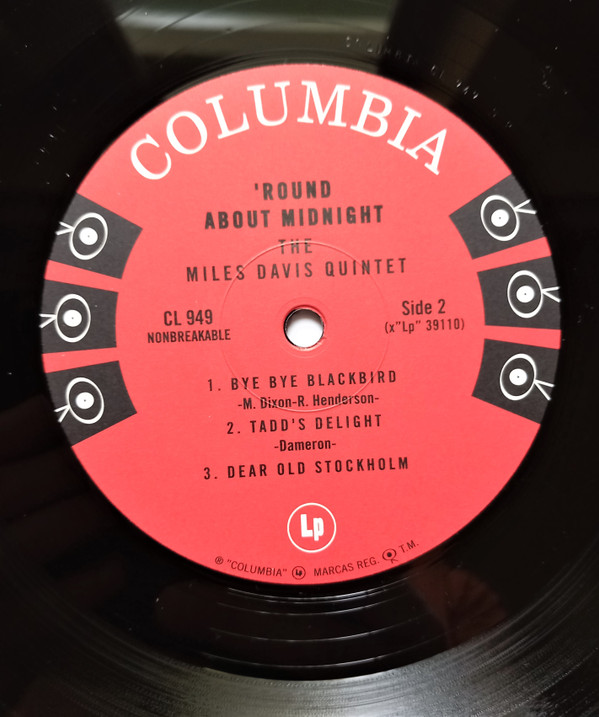 COLUMBIA
'ROUND
ABOUT MIDNIGHT
THE
MILES DAVIS QUINTET
CL 949
NONBREAKABLE
Side 2
(x"Lp" 39110)
1. BYE BYE BLACKBIRD
-M. Dixon-R. Henderson-
2. TADD'S DELIGHT
-Dameron-
3. DEAR OLD STOCKHOLM
Lp
® "COLUMBIA" Lp MARCAS REG. T.M.